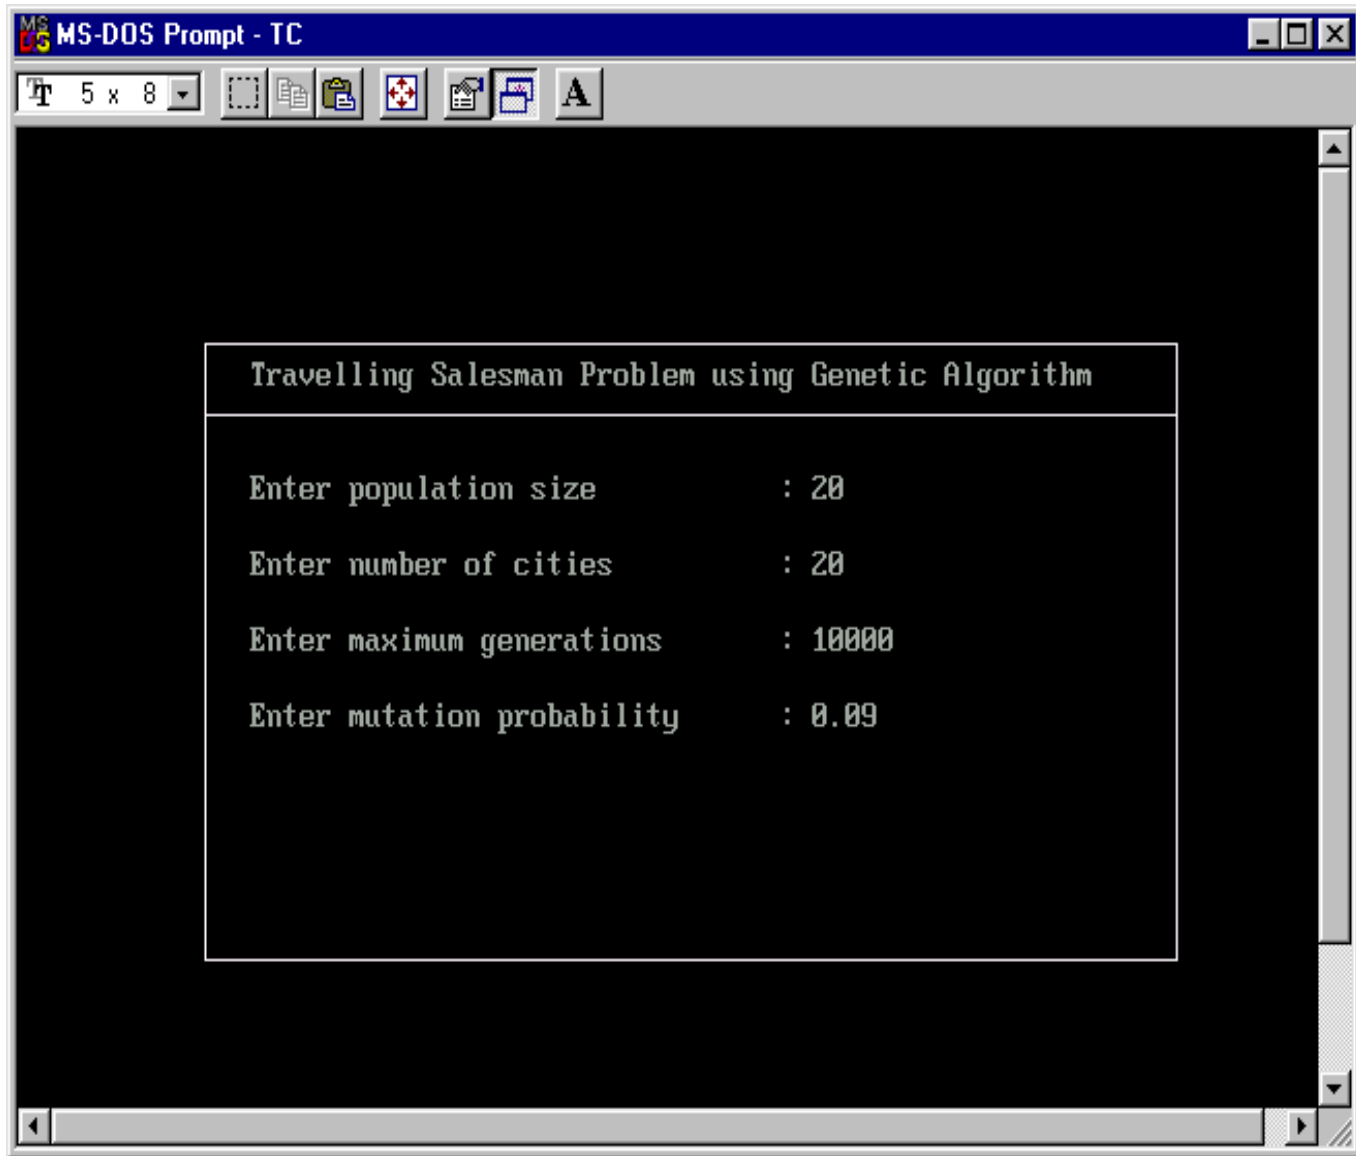 MS-DOS Prompt - TC
5 x 8 A
Travelling Salesman Problem using Genetic Algorithm
Enter population size : 20
Enter number of cities : 20
Enter maximum generations : 10000
Enter mutation probability : 0.09